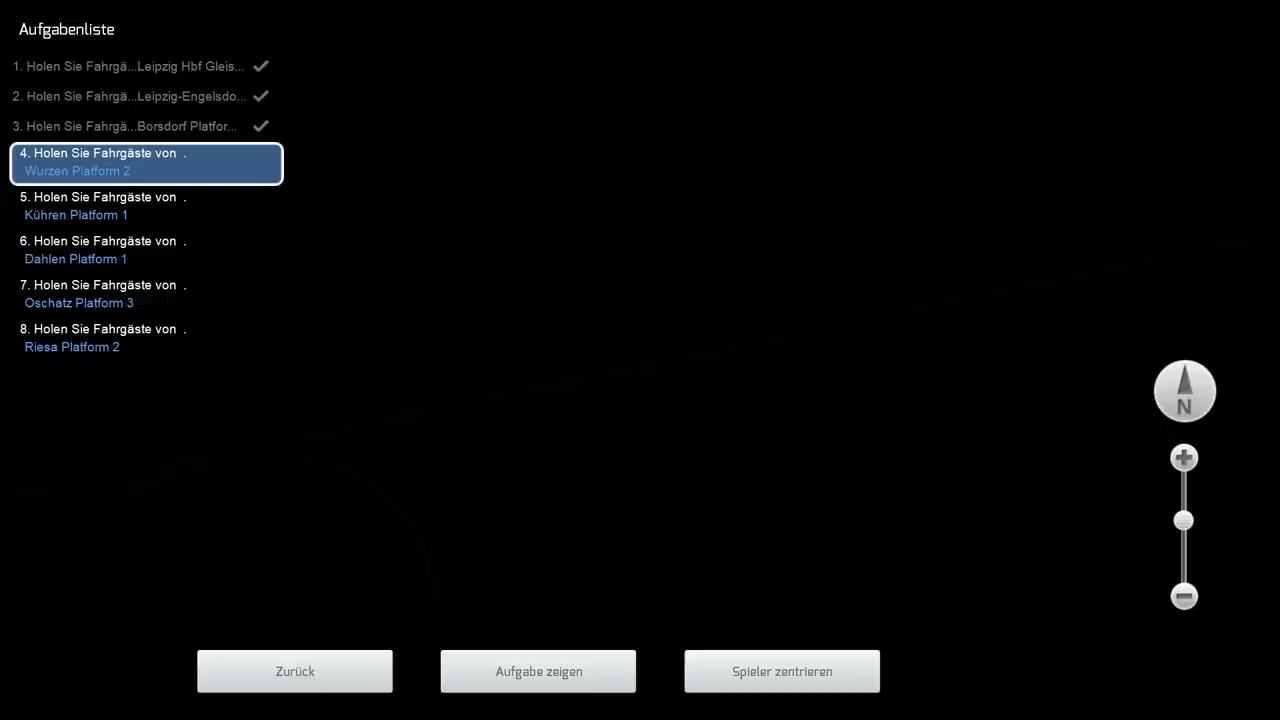 Aufgabenliste
1. Holen Sie Fahrgä...Leipzig Hbf Gleis...
2. Holen Sie Fahrgä...Leipzig-Engelsdo...
3. Holen Sie Fahrgä...Borsdorf Platfor...
4. Holen Sie Fahrgäste von .
Wurzen Platform 2
5. Holen Sie Fahrgäste von .
Kühren Platform 1
6. Holen Sie Fahrgäste von .
Dahlen Platform 1
7. Holen Sie Fahrgäste von .
Oschatz Platform 3
8. Holen Sie Fahrgäste von .
Riesa Platform 2
N
Zurück
Aufgabe zeigen
Spieler zentrieren